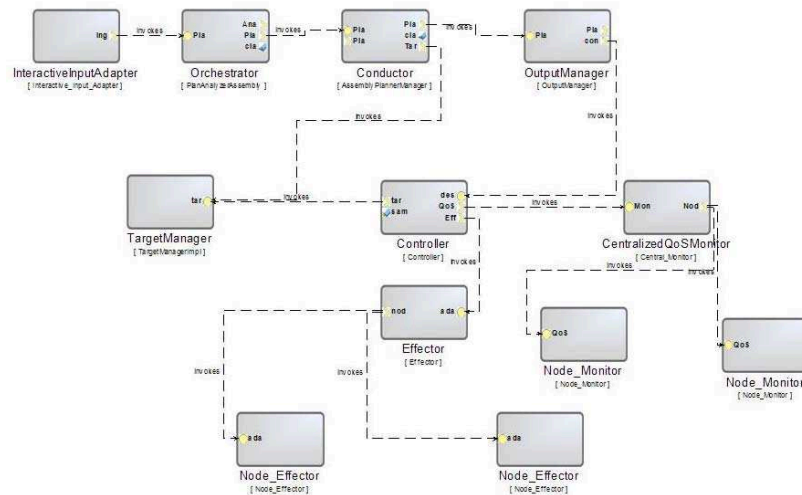 Ana
Pla
Pla
Ing
Invokes
Pla
Pla
Invokes
Pla
cla
Invokes
Pla
Pla
cla
Pla
Tar
con
InteractiveInputAdapter
Orchestrator
Conductor
OutputManager
[ Interactive_Input_Adapter ]
[ PlanAnalyzerAssembly ]
[ AssemblyPlannerManager ]
[ OutputManager ]
Invokes
Invokes
tar
Invokes
tar
des
sam
QoS
Invokes
Mon
Nod
Eff
TargetManager
Controller
CentralizedQoSMonitor
[ TargetManagerImpl ]
[ Controller ]
[ Central_Monitor ]
Invokes
Invokes
Invokes
nod
ada
QoS
QoS
Effector
[ Effector ]
Node_Monitor
[ Node_Monitor ]
Node_Monitor
[ Node_Monitor ]
Invokes
Invokes
ada
ada
Node_Effector
Node_Effector
[ Node_Effector ]
[ Node_Effector ]